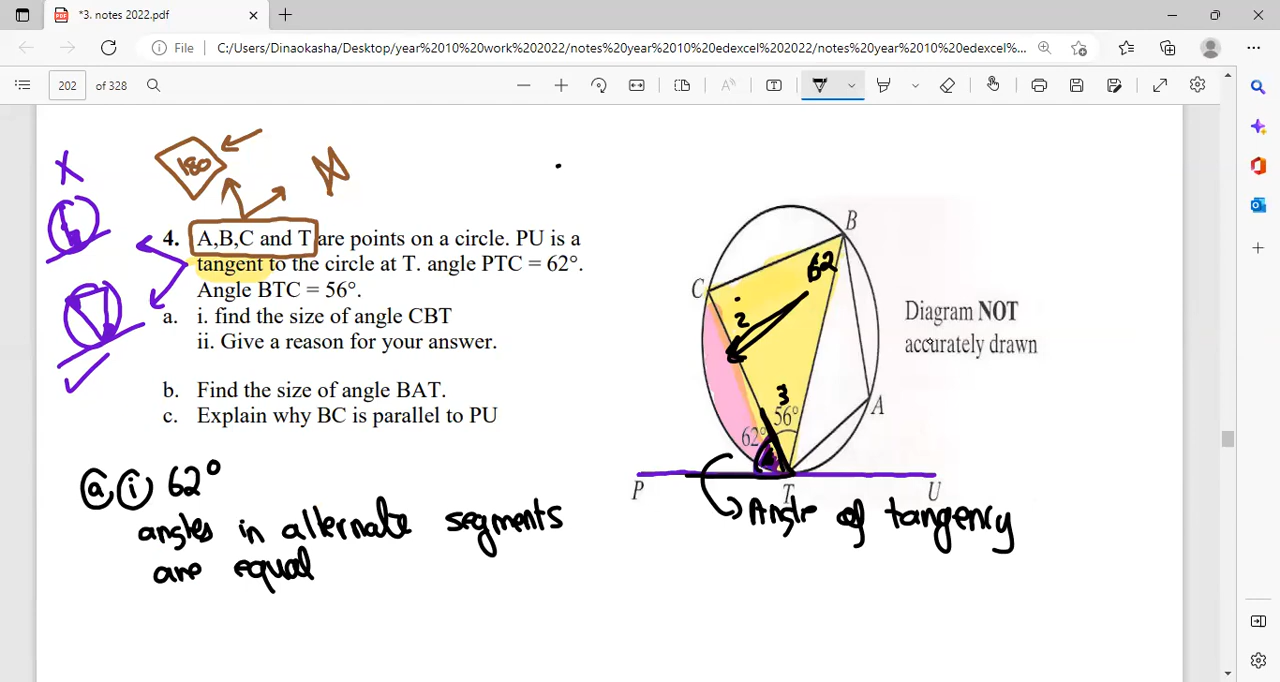 *3. notes 2022.pdf
File
C:/Users/Dinaokasha/Desktop/year%2010%20work%202022/notes%20year%2010%20edexcel%202022/notes%20year%2010%20edexcel%202022/no...
202 of 328
180
X
4. A,B,C and T are points on a circle. PU is a
tangent to the circle at T. angle PTC = 62°.
Angle BTC = 56°.
a. i. find the size of angle CBT
ii. Give a reason for your answer.
b. Find the size of angle BAT.
c. Explain why BC is parallel to PU
a, i 62°
angles in alternate segments
are equal
B
62
C
2
3
56°
62°
A
P
T
U
Angle of tangency
Diagram NOT
accurately drawn